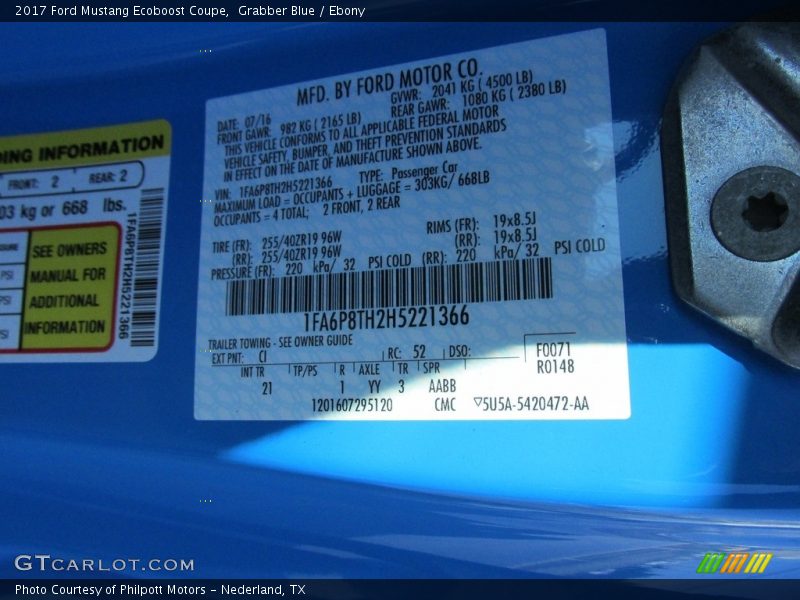 2017 Ford Mustang Ecoboost Coupe,  Grabber Blue / Ebony
DING INFORMATION
FRONT: 2   REAR: 2
03 kg or 668 lbs.
SURE
PSI
PSI
PSI
SEE OWNERS
MANUAL FOR
ADDITIONAL
INFORMATION
1FA6P8TH2H5221366
MFD. BY FORD MOTOR CO.
DATE: 07/16   GVWR: 2041 KG ( 4500 LB)
FRONT GAWR: 982 KG ( 2165 LB)   REAR GAWR: 1080 KG ( 2380 LB)
THIS VEHICLE CONFORMS TO ALL APPLICABLE FEDERAL MOTOR
VEHICLE SAFETY, BUMPER, AND THEFT PREVENTION STANDARDS
IN EFFECT ON THE DATE OF MANUFACTURE SHOWN ABOVE.
VIN: 1FA6P8TH2H5221366   TYPE: Passenger Car
MAXIMUM LOAD = OCCUPANTS + LUGGAGE = 303KG/ 668LB
OCCUPANTS = 4 TOTAL;   2 FRONT, 2 REAR
TIRE (FR): 255/40ZR19 96W   RIMS (FR): 19x8.5J
(RR): 255/40ZR19 96W   (RR): 19x8.5J
PRESSURE (FR): 220 kPa/ 32 PSI COLD (RR): 220 kPa/ 32 PSI COLD
1FA6P8TH2H5221366
TRAILER TOWING - SEE OWNER GUIDE
EXT PNT: CI   RC: 52   DSO:   F0071
INT TR   TP/PS   R   AXLE   TR   SPR   R0148
21   1   YY   3   AABB
1201607295120   CMC   ▽5U5A-5420472-AA
GTCARLOT.COM
Photo Courtesy of Philpott Motors - Nederland, TX